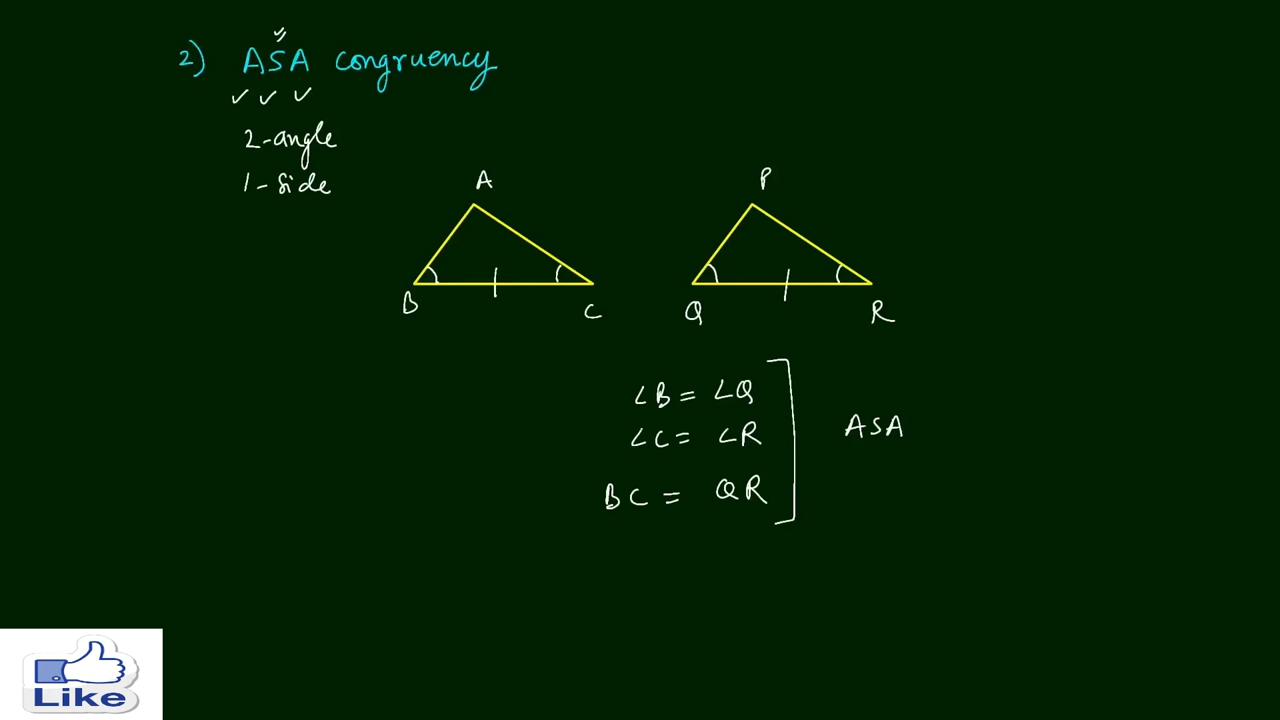 2) ASA congruency
2-angle
1-side
A
P
B
C
Q
R
∠B = ∠Q
∠C = ∠R
ASA
BC = QR
Like